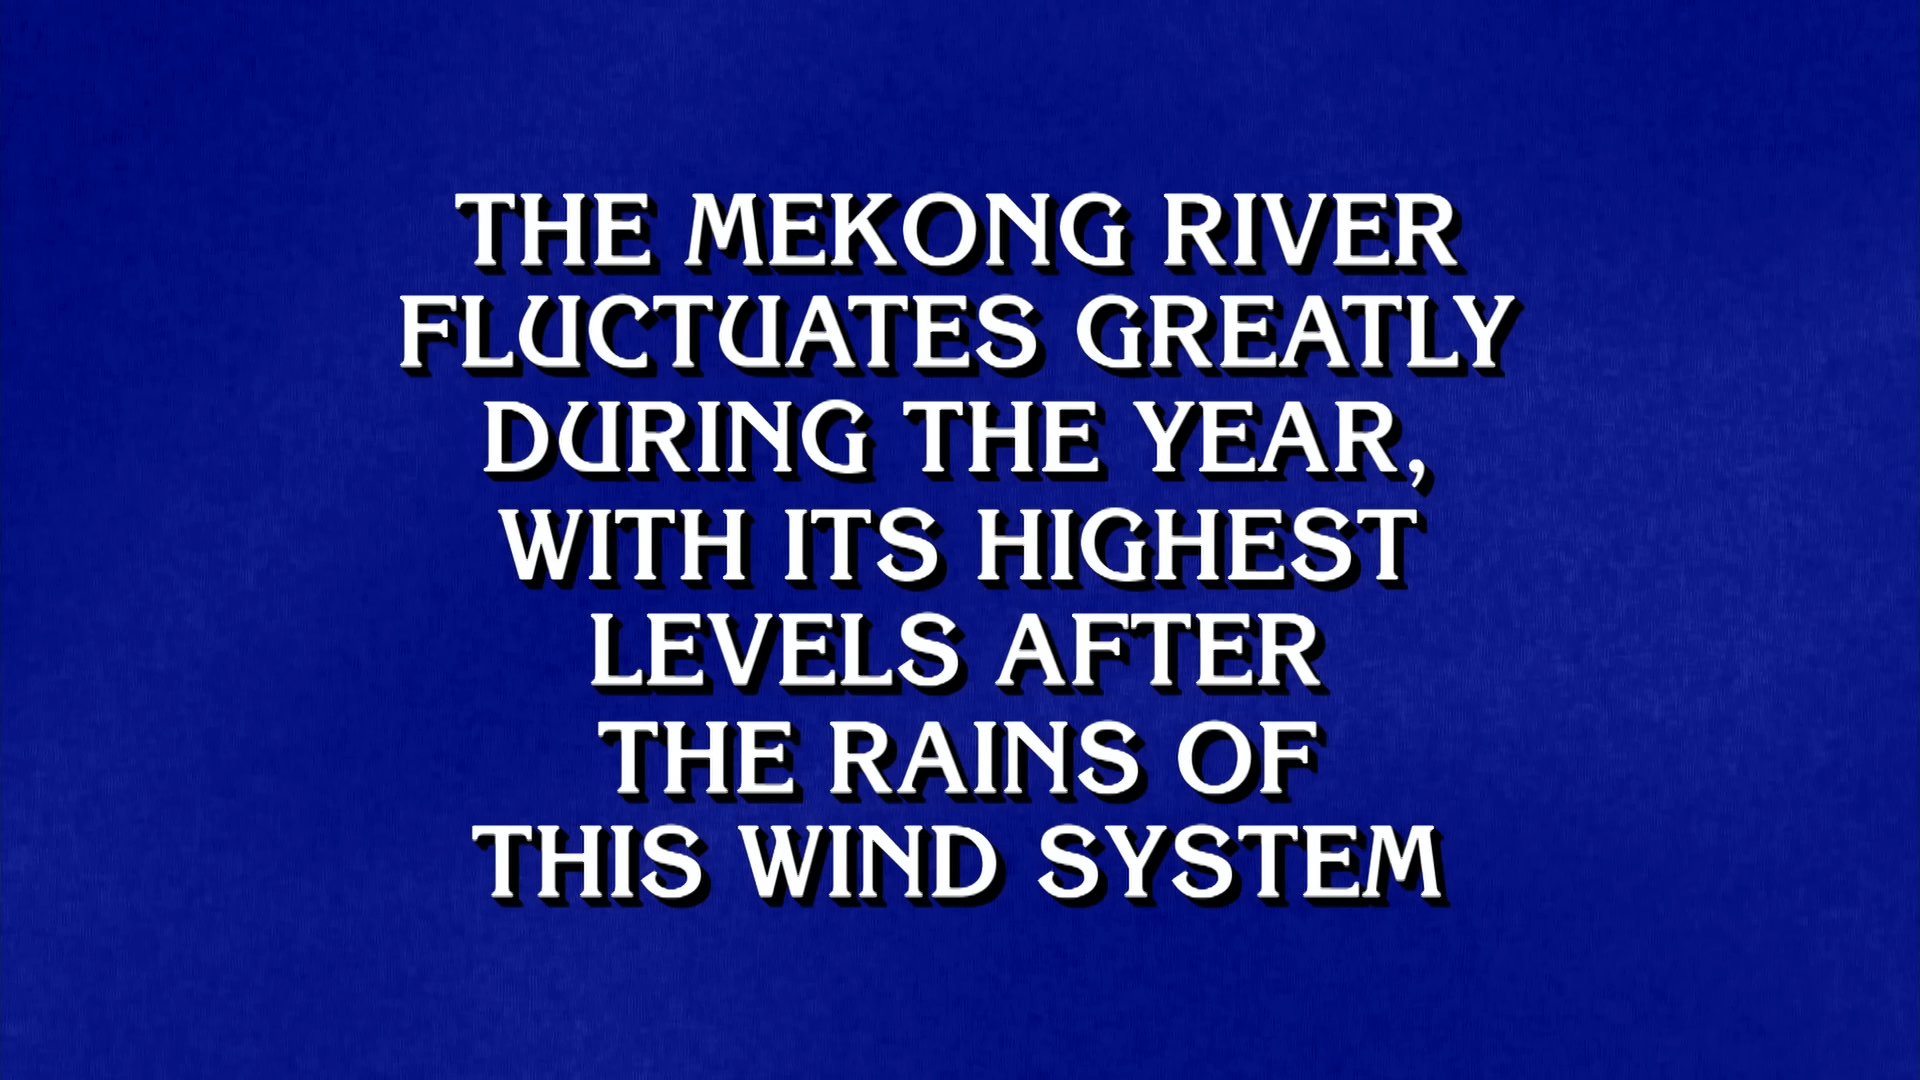 THE MEKONG RIVER
FLUCTUATES GREATLY
DURING THE YEAR,
WITH ITS HIGHEST
LEVELS AFTER
THE RAINS OF
THIS WIND SYSTEM